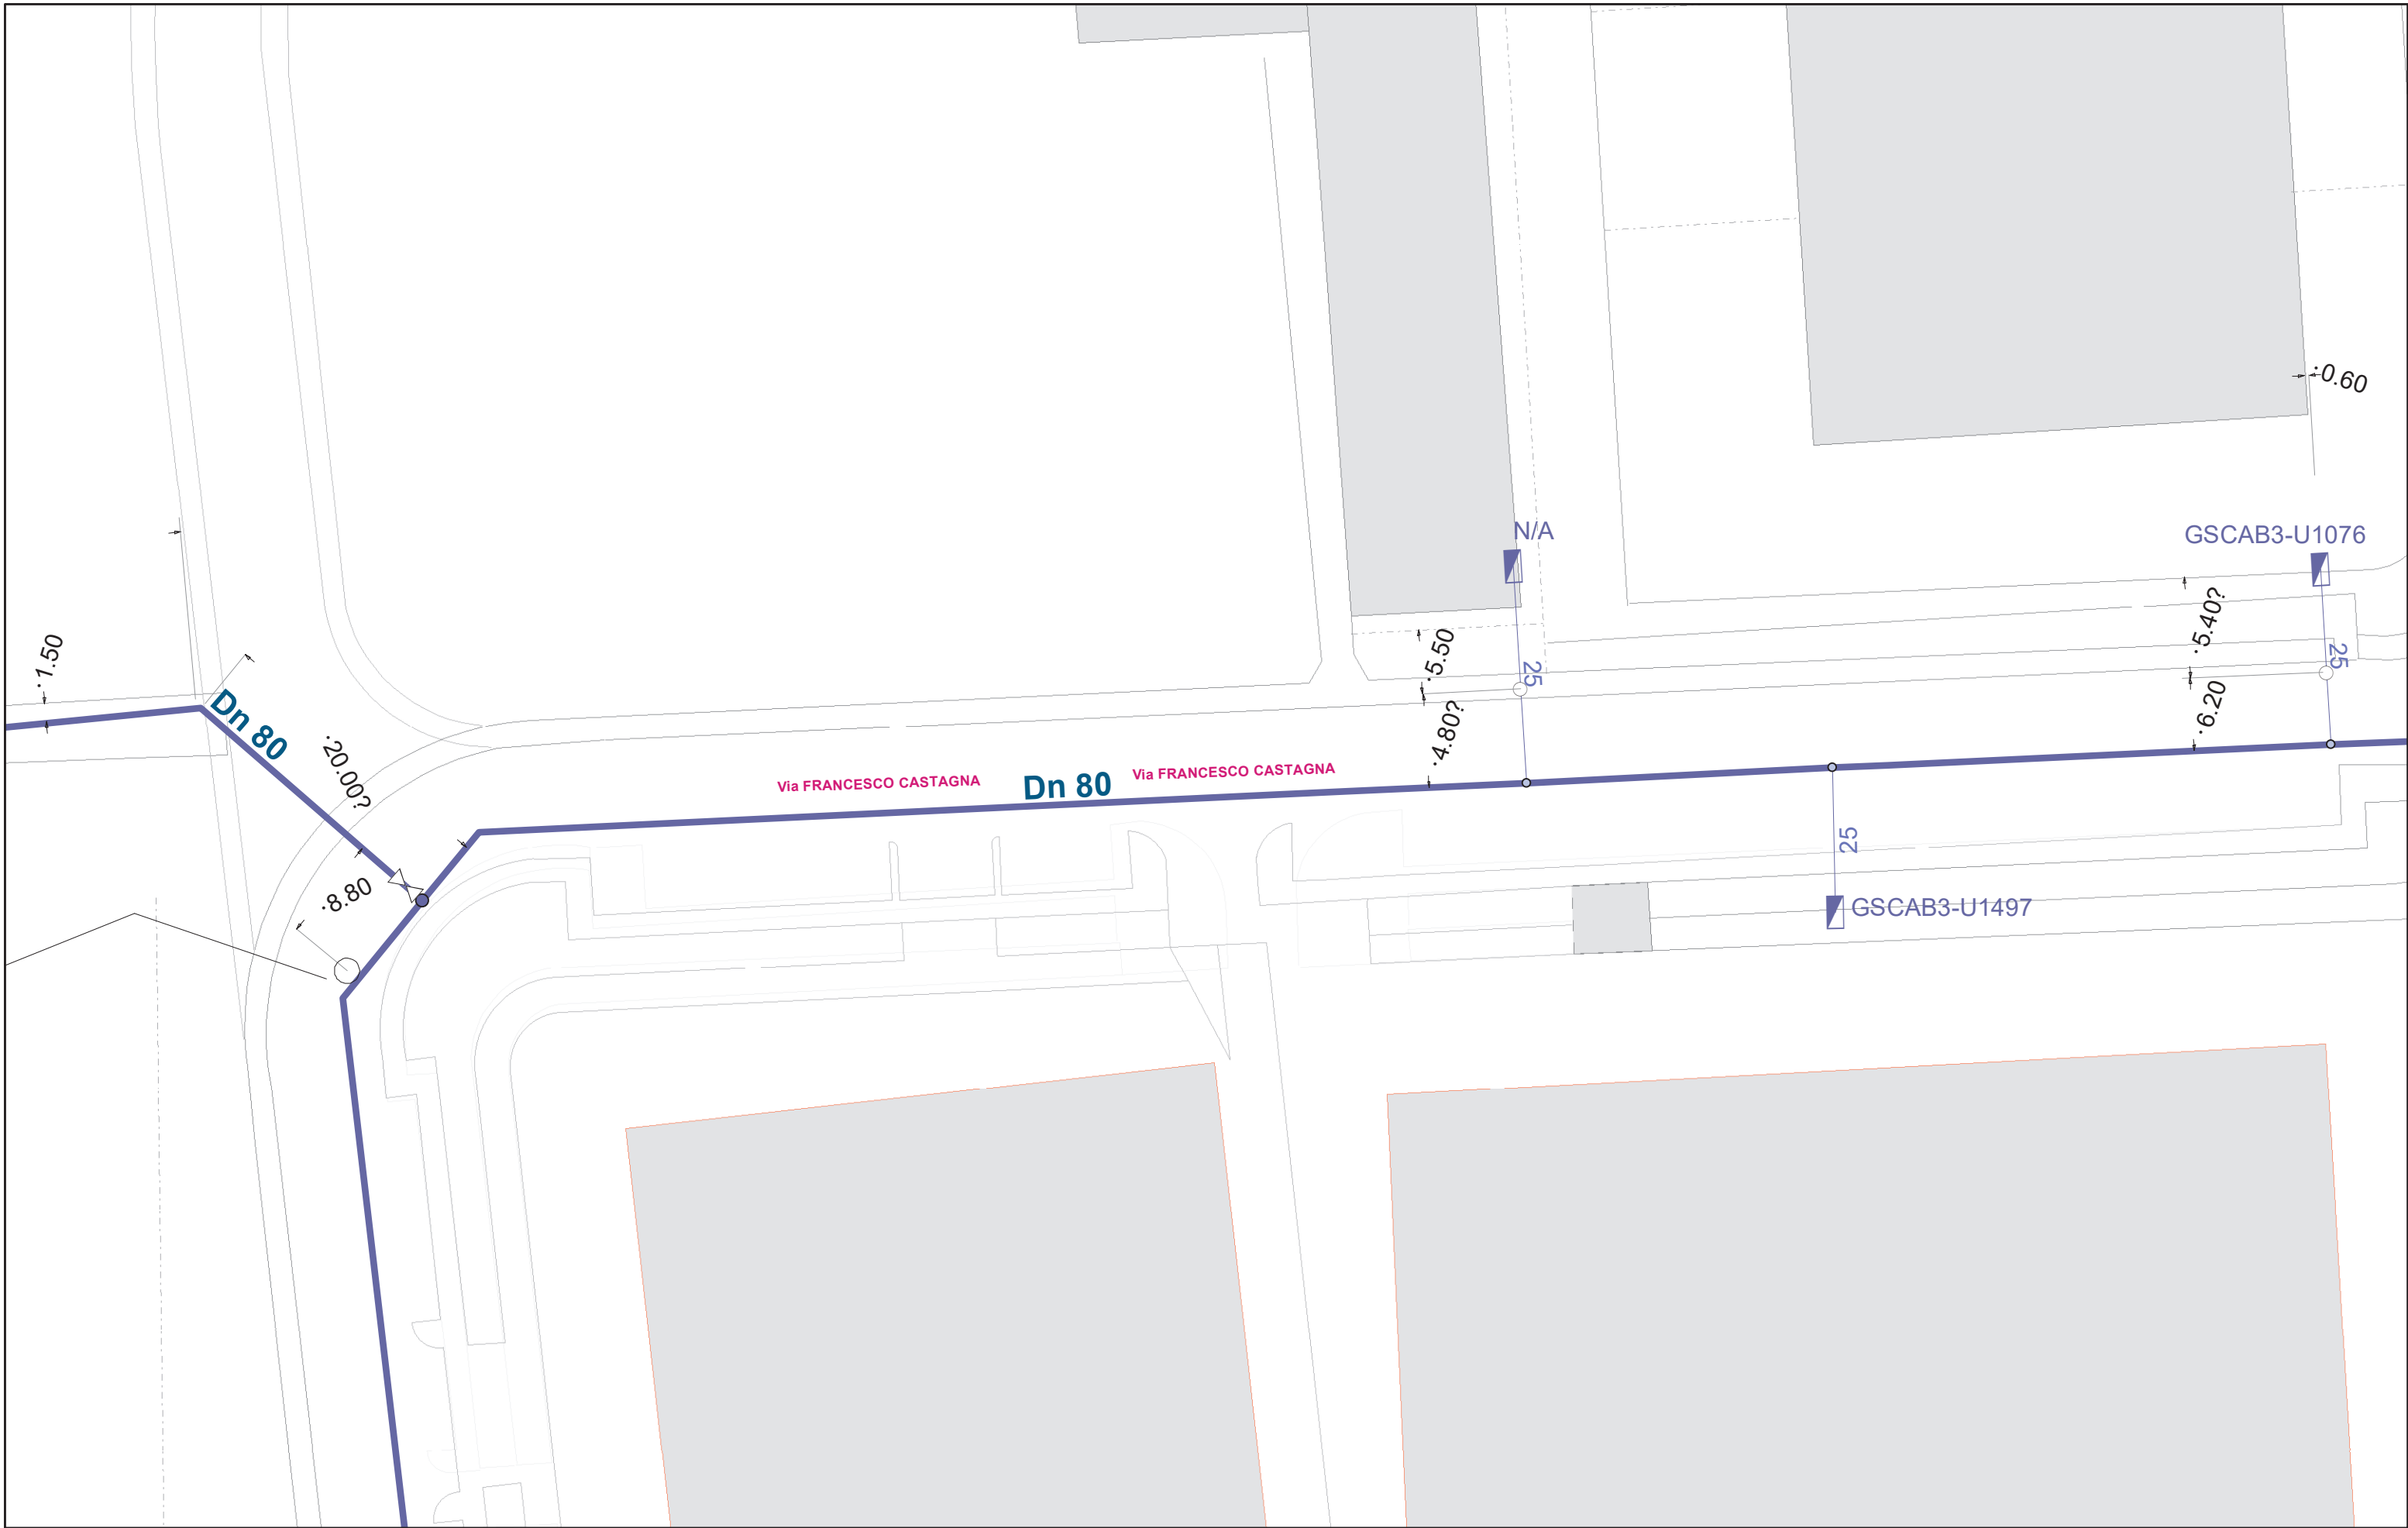 ·0.60
N/A
GSCAB3-U1076
·5.40?
·1.50
·5.50
25
25
·6.20
Dn 80
·20.00?
·4.80?
Via FRANCESCO CASTAGNA
Dn 80
Via FRANCESCO CASTAGNA
25
·8.80
GSCAB3-U1497